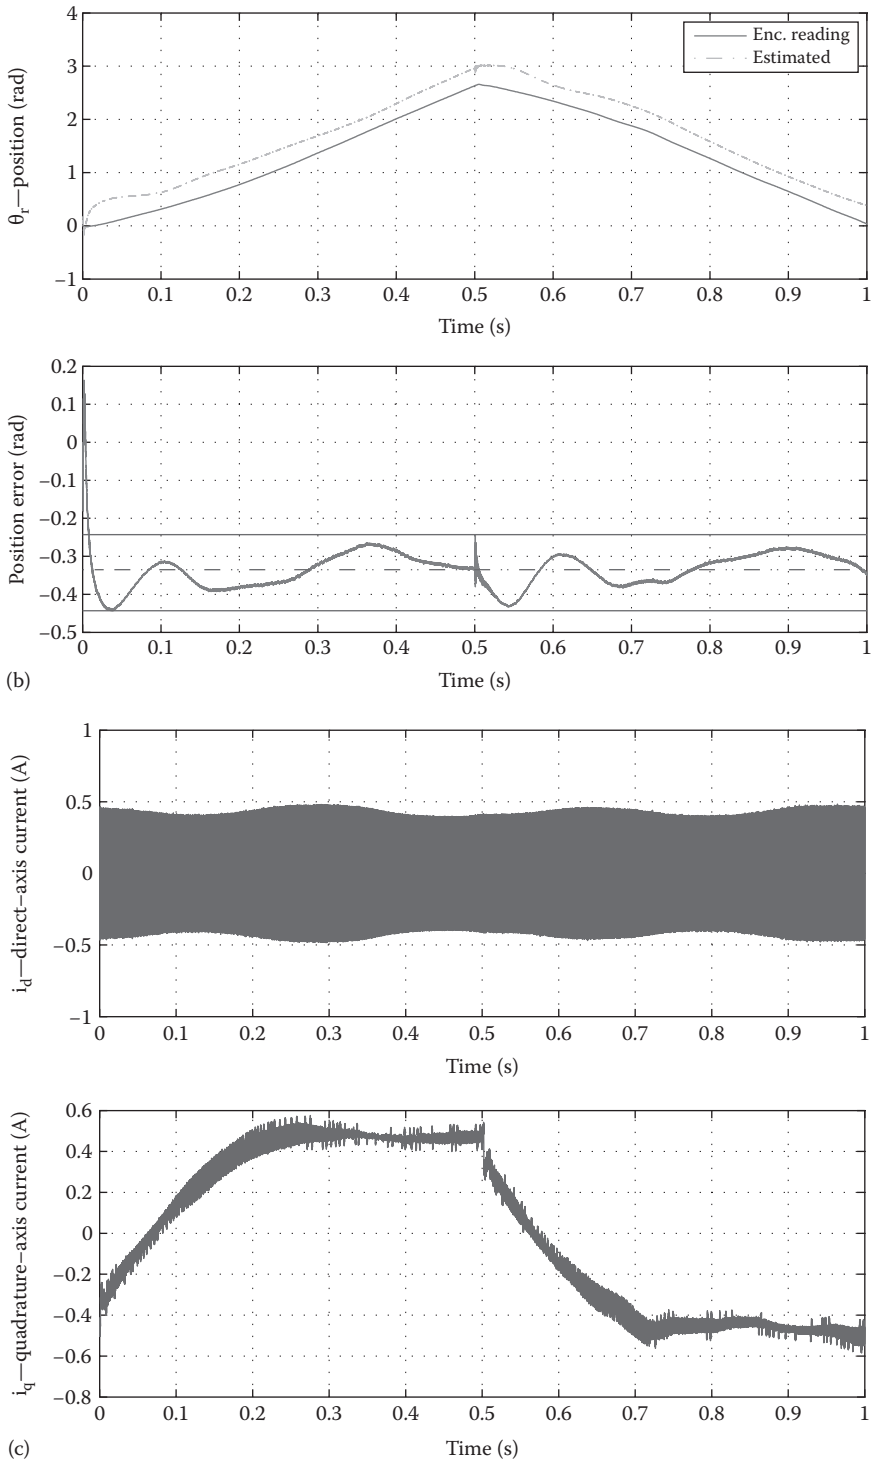 4
3
2
1
0
−1
θr—position (rad)
Enc. reading
Estimated
0 0.1 0.2 0.3 0.4 0.5 0.6 0.7 0.8 0.9 1
Time (s)
0.2
0.1
0
−0.1
−0.2
−0.3
−0.4
−0.5
Position error (rad)
0 0.1 0.2 0.3 0.4 0.5 0.6 0.7 0.8 0.9 1
(b)
Time (s)
1
0.5
0
−0.5
−1
id—direct−axis current (A)
0 0.1 0.2 0.3 0.4 0.5 0.6 0.7 0.8 0.9 1
Time (s)
0.6
0.4
0.2
0
−0.2
−0.4
−0.6
−0.8
iq—quadrature−axis current (A)
0 0.1 0.2 0.3 0.4 0.5 0.6 0.7 0.8 0.9 1
(c)
Time (s)